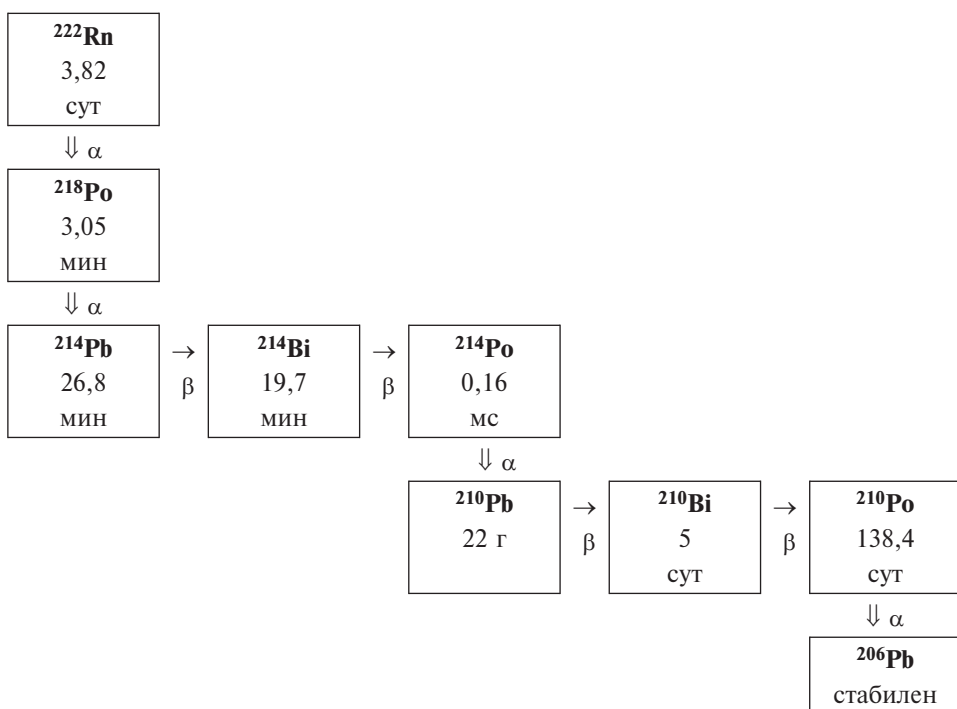 ²²²Rn
3,82
сут
⇓ α
²¹⁸Po
3,05
мин
⇓ α
²¹⁴Pb → ²¹⁴Bi → ²¹⁴Po
26,8 β 19,7 β 0,16
мин мин мс
⇓ α
²¹⁰Pb → ²¹⁰Bi → ²¹⁰Po
22 г β 5 β 138,4
сут сут
⇓ α
²⁰⁶Pb
стабилен